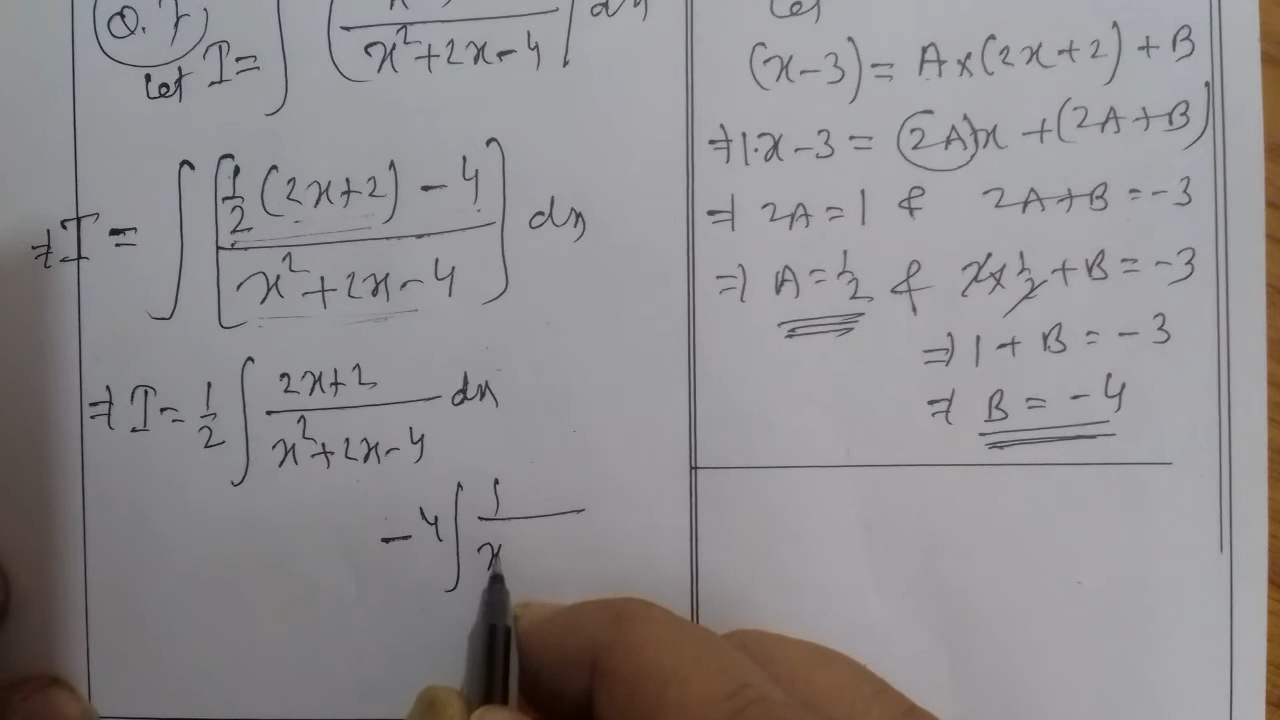 Q.7
let I = ∫ ( / x²+2x-4 ) dx
⇒ I = ∫ [ ½ (2x+2) - 4 / x²+2x-4 ] dx
⇒ I = ½ ∫ 2x+2 / x²+2x-4 dx
- 4 ∫ 1 / x
let
(x-3) = A×(2x+2) + B
⇒ 1·x - 3 = (2A)x + (2A+B)
⇒ 2A = 1 & 2A+B = -3
⇒ A = ½ & 2×½ + B = -3
⇒ 1 + B = -3
⇒ B = -4